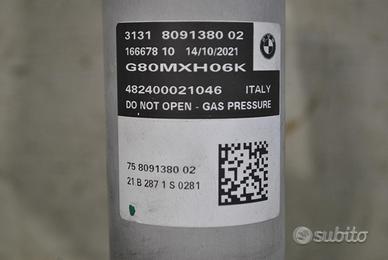 3131 8091380 02
166678 10 14/10/2021
G80MXH06K
482400021046 ITALY
DO NOT OPEN - GAS PRESSURE
75 8091380 02
21 B 287 1 S 0281
subito